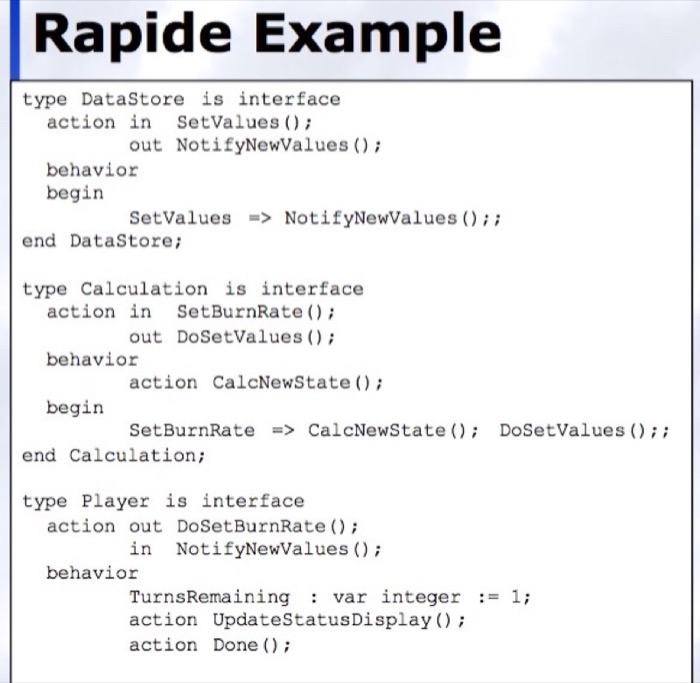 Rapide Example
type DataStore is interface
action in SetValues();
out NotifyNewValues();
behavior
begin
SetValues => NotifyNewValues();;
end DataStore;
type Calculation is interface
action in SetBurnRate();
out DoSetValues();
behavior
action CalcNewState();
begin
SetBurnRate => CalcNewState(); DoSetValues();;
end Calculation;
type Player is interface
action out DoSetBurnRate();
in NotifyNewValues();
behavior
TurnsRemaining : var integer := 1;
action UpdateStatusDisplay();
action Done();